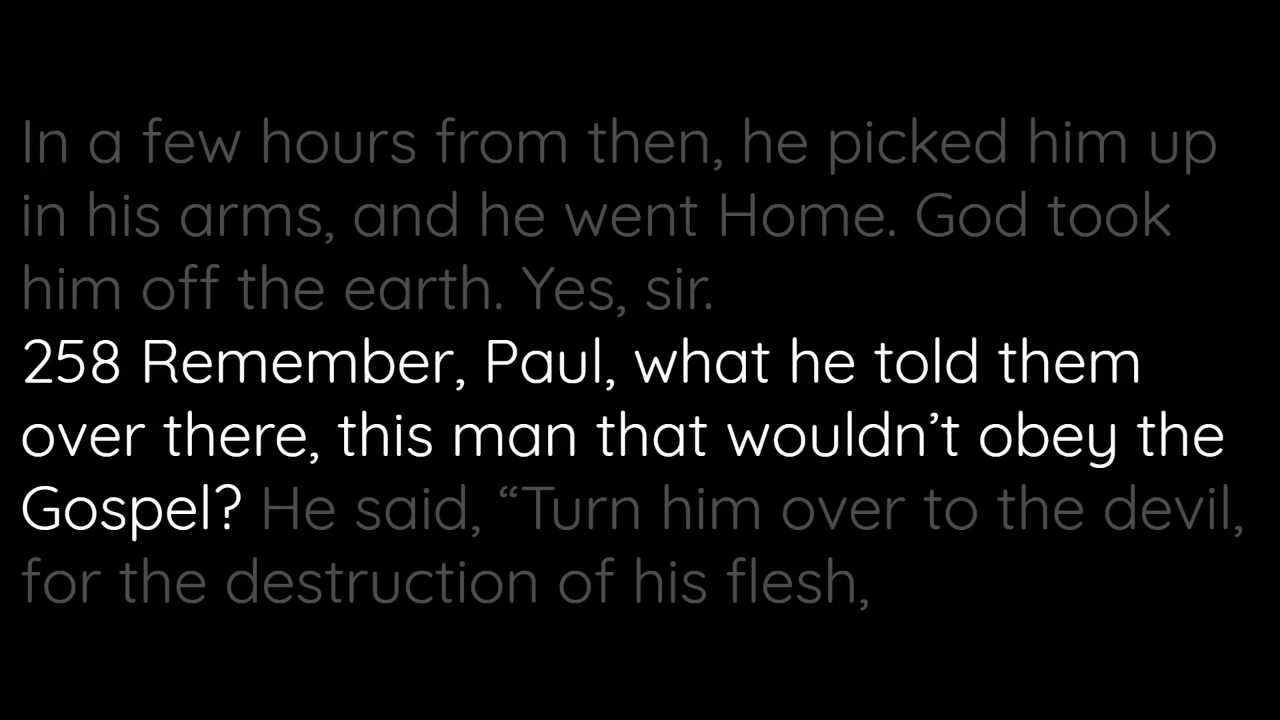 In a few hours from then, he picked him up
in his arms, and he went Home. God took
him off the earth. Yes, sir.
258 Remember, Paul, what he told them
over there, this man that wouldn’t obey the
Gospel? He said, “Turn him over to the devil,
for the destruction of his flesh,